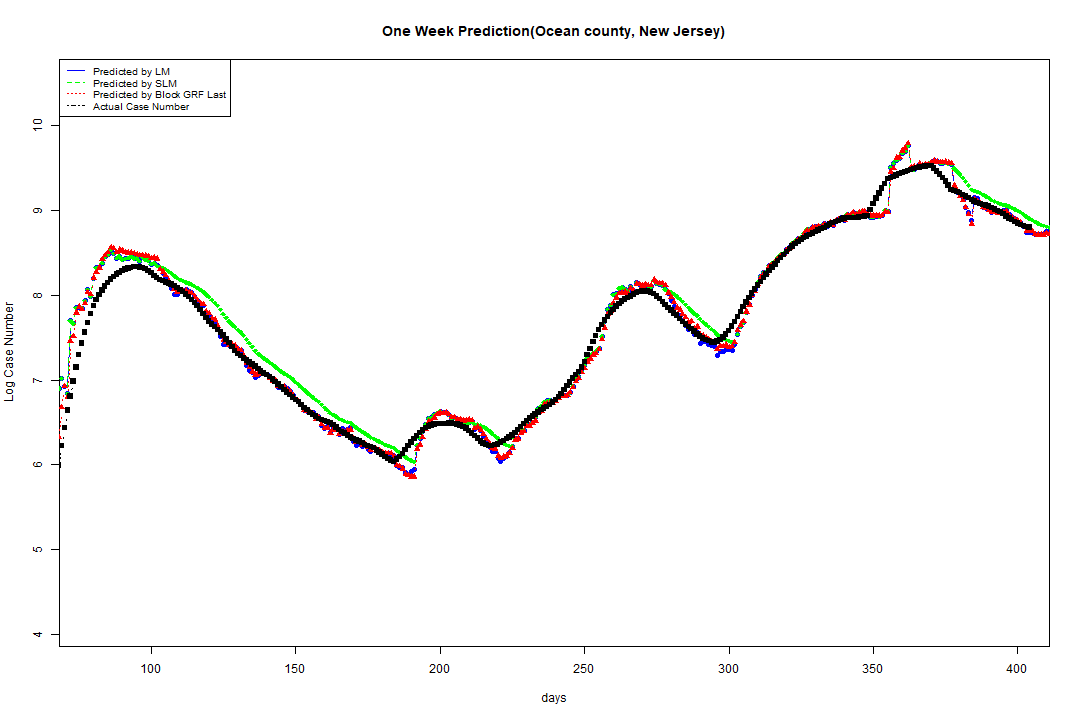 One Week Prediction(Ocean county, New Jersey)
Predicted by LM
Predicted by SLM
Predicted by Block GRF Last
Actual Case Number
Log Case Number
10
9
8
7
6
5
4
100 150 200 250 300 350 400
days